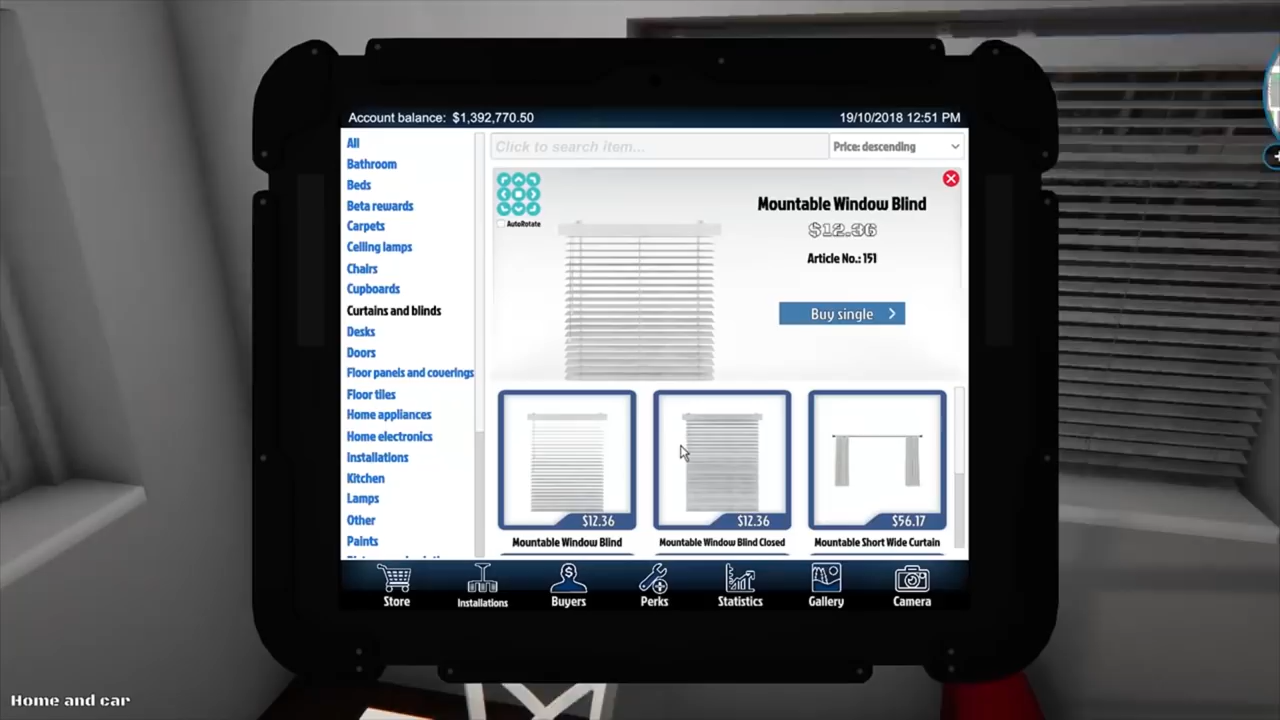 Account balance: $1,392,770.50
19/10/2018 12:51 PM
All
Bathroom
Beds
Beta rewards
Carpets
Ceiling lamps
Chairs
Cupboards
Curtains and blinds
Desks
Doors
Floor panels and coverings
Floor tiles
Home appliances
Home electronics
Installations
Kitchen
Lamps
Other
Paints
Click to search item...
Price: descending
AutoRotate
Mountable Window Blind
$12.36
Article No.: 151
Buy single
$12.36
Mountable Window Blind
$12.36
Mountable Window Blind Closed
$56.17
Mountable Short Wide Curtain
Store
Installations
Buyers
Perks
Statistics
Gallery
Camera
Home and car